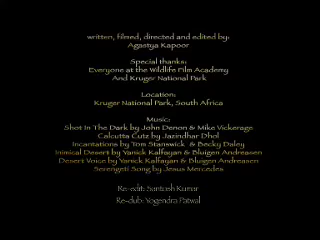 written, filmed, directed and edited by:
Agastya Kapoor
Special thanks:
Everyone at the Wildlife Film Academy
And Kruger National Park
Location:
Kruger National Park, South Africa
Music:
Shot In The Dark by John Denon & Mike Vickerage
Calcutta Cutz by Jazindhar Dhol
Incantations by Tom Stanswick & Becky Daley
Inimical Desert by Yanick Kalfayan & Bluigen Andreasen
Desert Voice by Yanick Kalfayan & Bluigen Andreasen
Serengeti Song by Jesus Mercedes
Re-edit: Santosh Kumar
Re-dub: Yogendra Patwal